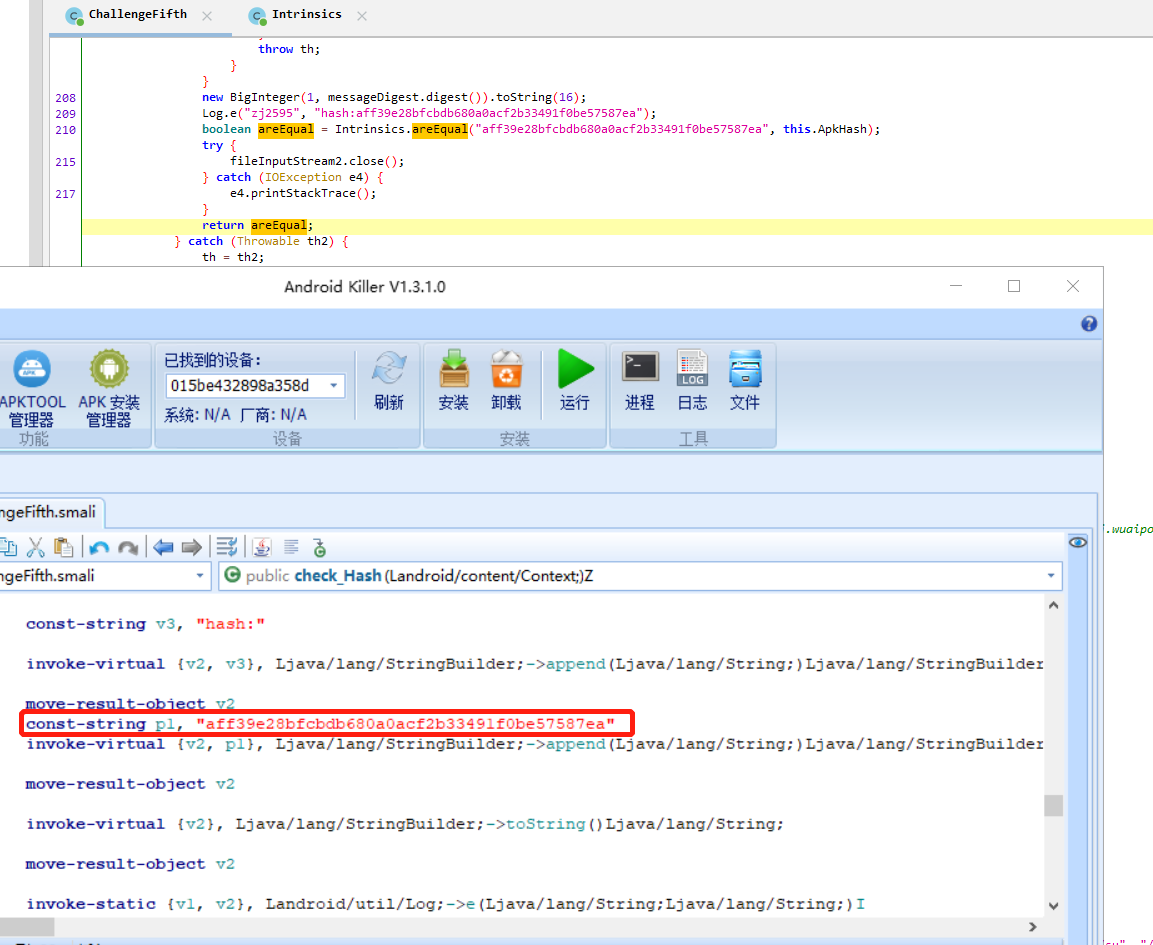 ChallengeFifth
Intrinsics
throw th;
}
}
208 new BigInteger(1, messageDigest.digest()).toString(16);
209 Log.e("zj2595", "hash:aff39e28bfcbdb680a0acf2b33491f0be57587ea");
210 boolean areEqual = Intrinsics.areEqual("aff39e28bfcbdb680a0acf2b33491f0be57587ea", this.ApkHash);
try {
215 fileInputStream2.close();
} catch (IOException e4) {
217 e4.printStackTrace();
}
return areEqual;
} catch (Throwable th2) {
th = th2;
Android Killer V1.3.1.0
APKTOOL
管理器
APK 安装
管理器
功能
已找到的设备:
015be432898a358d
系统: N/A 厂商: N/A
刷新
设备
安装
卸载
运行
安装
进程
LOG
日志
文件
工具
ngeFifth.smali
ngeFifth.smali
public check_Hash(Landroid/content/Context;)Z
const-string v3, "hash:"
invoke-virtual {v2, v3}, Ljava/lang/StringBuilder;->append(Ljava/lang/String;)Ljava/lang/StringBuilder
move-result-object v2
const-string p1, "aff39e28bfcbdb680a0acf2b33491f0be57587ea"
invoke-virtual {v2, p1}, Ljava/lang/StringBuilder;->append(Ljava/lang/String;)Ljava/lang/StringBuilder
move-result-object v2
invoke-virtual {v2}, Ljava/lang/StringBuilder;->toString()Ljava/lang/String;
move-result-object v2
invoke-static {v1, v2}, Landroid/util/Log;->e(Ljava/lang/String;Ljava/lang/String;)I
.wuaipo